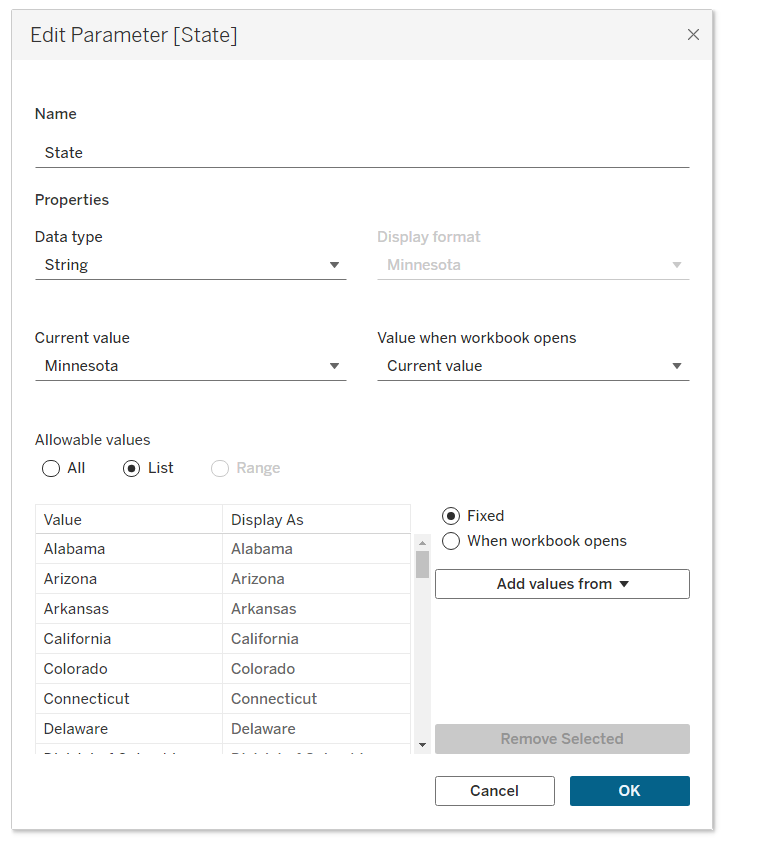 Edit Parameter [State]
Name
State
Properties
Data type
Display format
String
Minnesota
Current value
Value when workbook opens
Minnesota
Current value
Allowable values
All
List
Range
Value
Display As
Fixed
When workbook opens
Alabama
Alabama
Arizona
Arizona
Add values from
Arkansas
Arkansas
California
California
Colorado
Colorado
Connecticut
Connecticut
Delaware
Delaware
Remove Selected
Cancel
OK